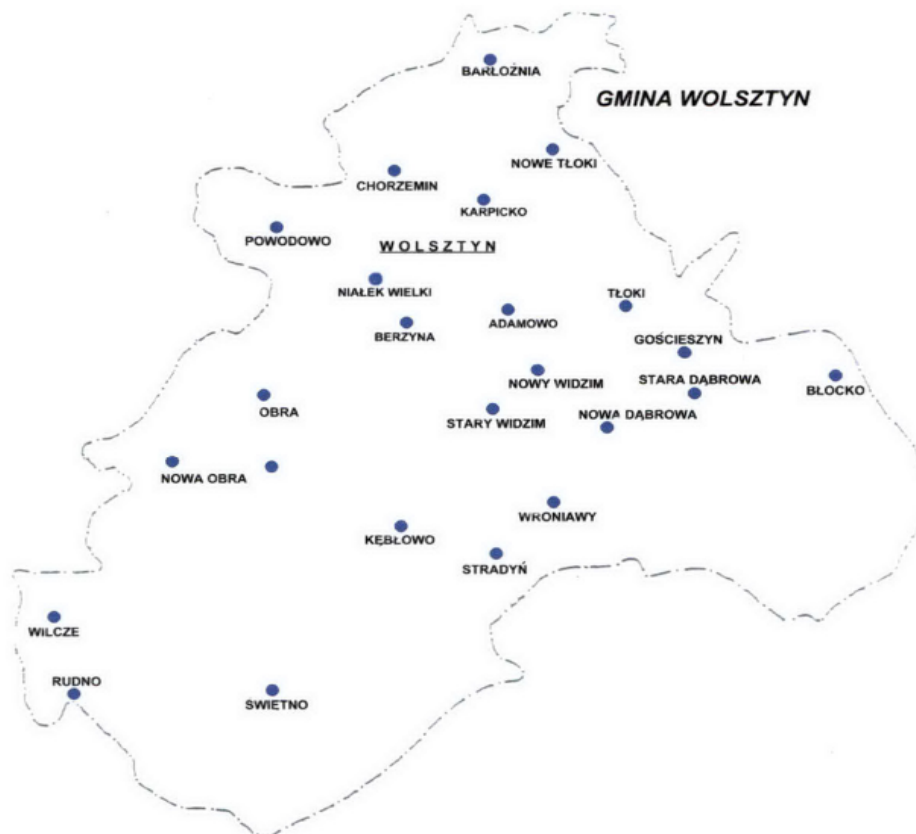 BARŁOŻNIA
GMINA WOLSZTYN
NOWE TŁOKI
CHORZEMIN
KARPICKO
POWODOWO
WOLSZTYN
NIAŁEK WIELKI
TŁOKI
ADAMOWO
BERZYNA
GOŚCIESZYN
NOWY WIDZIM
STARA DĄBROWA
BŁOCKO
OBRA
STARY WIDZIM
NOWA DĄBROWA
NOWA OBRA
WRONIAWY
KĘBŁOWO
STRADYŃ
WILCZE
RUDNO
ŚWIETNO